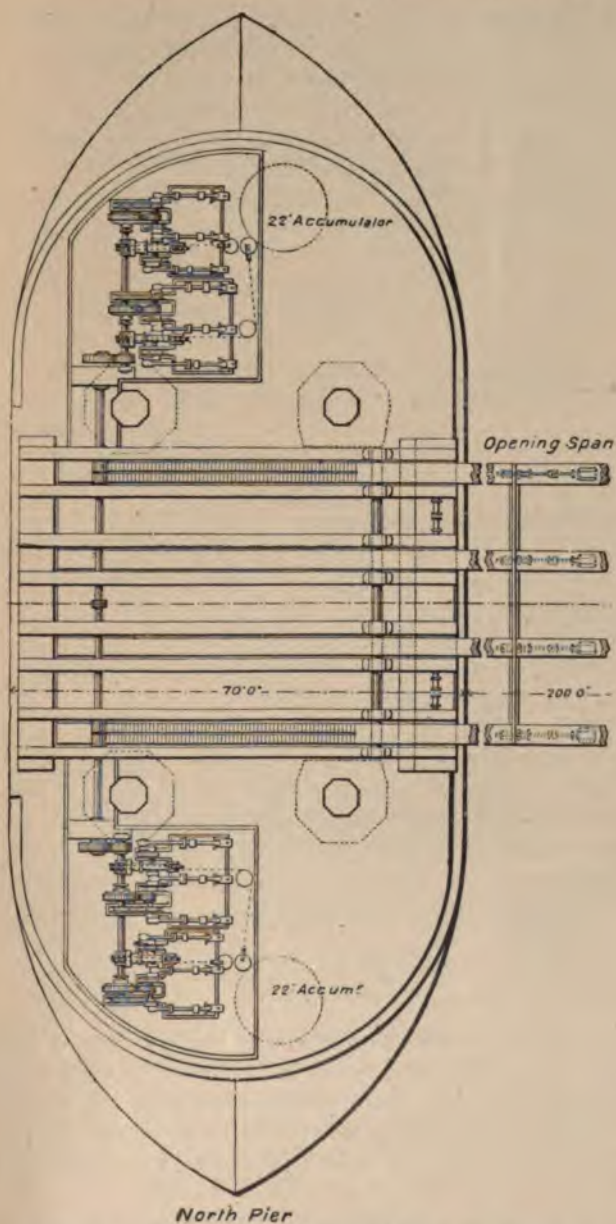 22" Accumulator
Opening Span
70' 0"
200' 0"
22" Accumr
North Pier